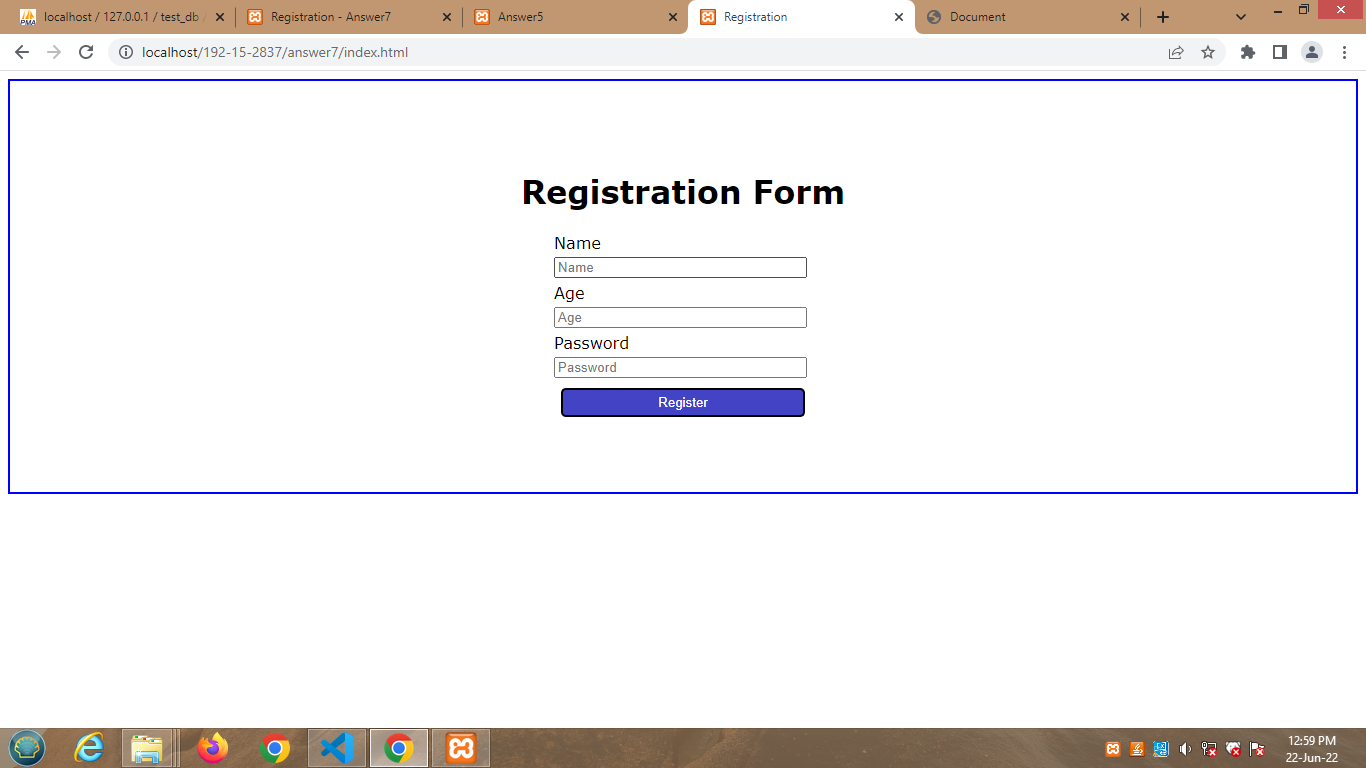 localhost / 127.0.0.1 / test_db
Registration - Answer7
Answer5
Registration
Document
localhost/192-15-2837/answer7/index.html
Registration Form
Name
Name
Age
Age
Password
Password
Register
12:59 PM
22-Jun-22